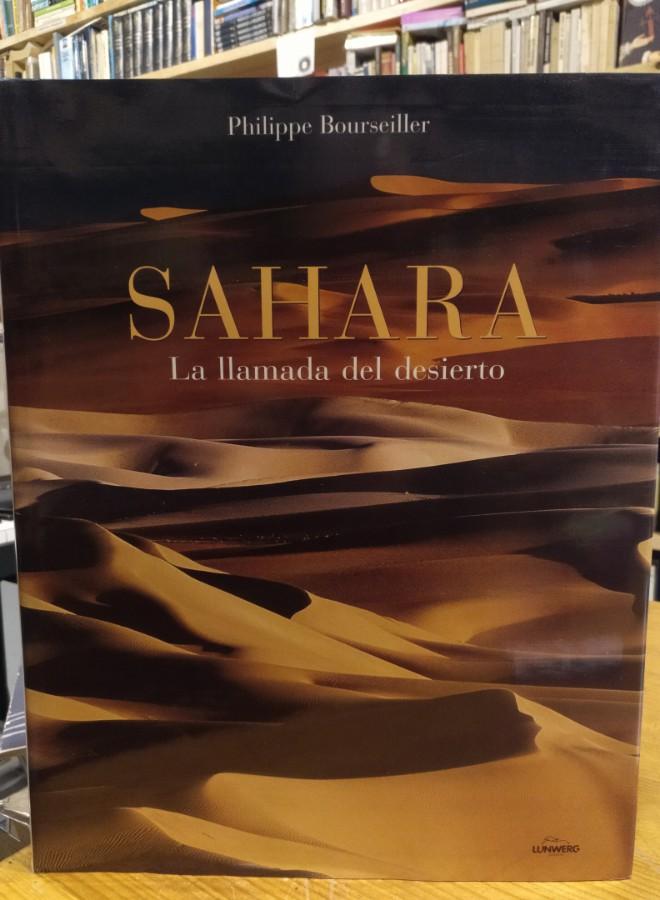 Philippe Bourseiller
SAHARA
La llamada del desierto
LUNWERG